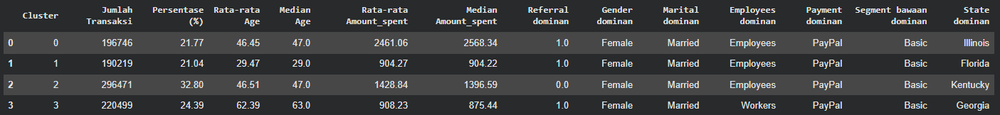 Cluster Jumlah Transaksi Persentase (%) Rata-rata Age Median Age Rata-rata Amount_spent Median Amount_spent Referral dominan Gender dominan Marital dominan Employees dominan Payment dominan Segment bawaan dominan State dominan
0 0 196746 21.77 46.45 47.0 2461.06 2568.34 1.0 Female Married Employees PayPal Basic Illinois
1 1 190219 21.04 29.47 29.0 904.27 904.22 1.0 Female Married Employees PayPal Basic Florida
2 2 296471 32.80 46.51 47.0 1428.84 1396.59 0.0 Female Married Employees PayPal Basic Kentucky
3 3 220499 24.39 62.39 63.0 908.23 875.44 1.0 Female Married Workers PayPal Basic Georgia